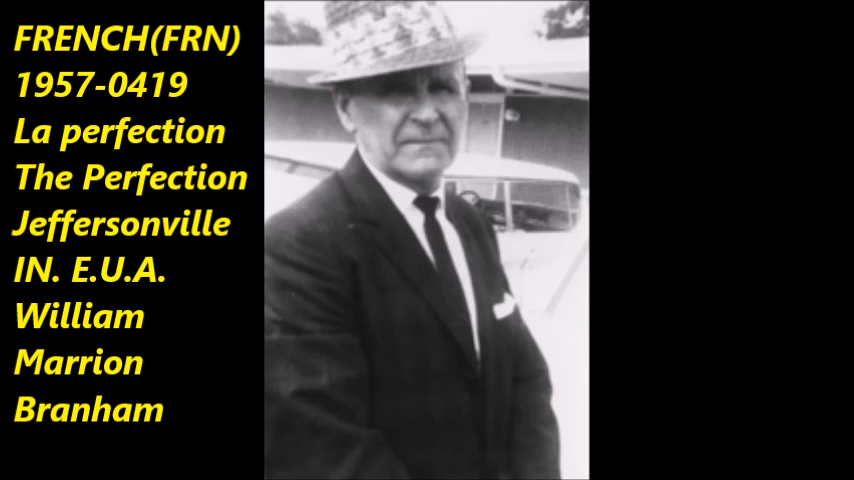 FRENCH(FRN)
1957-0419
La perfection
The Perfection
Jeffersonville
IN. E.U.A.
William
Marrion
Branham